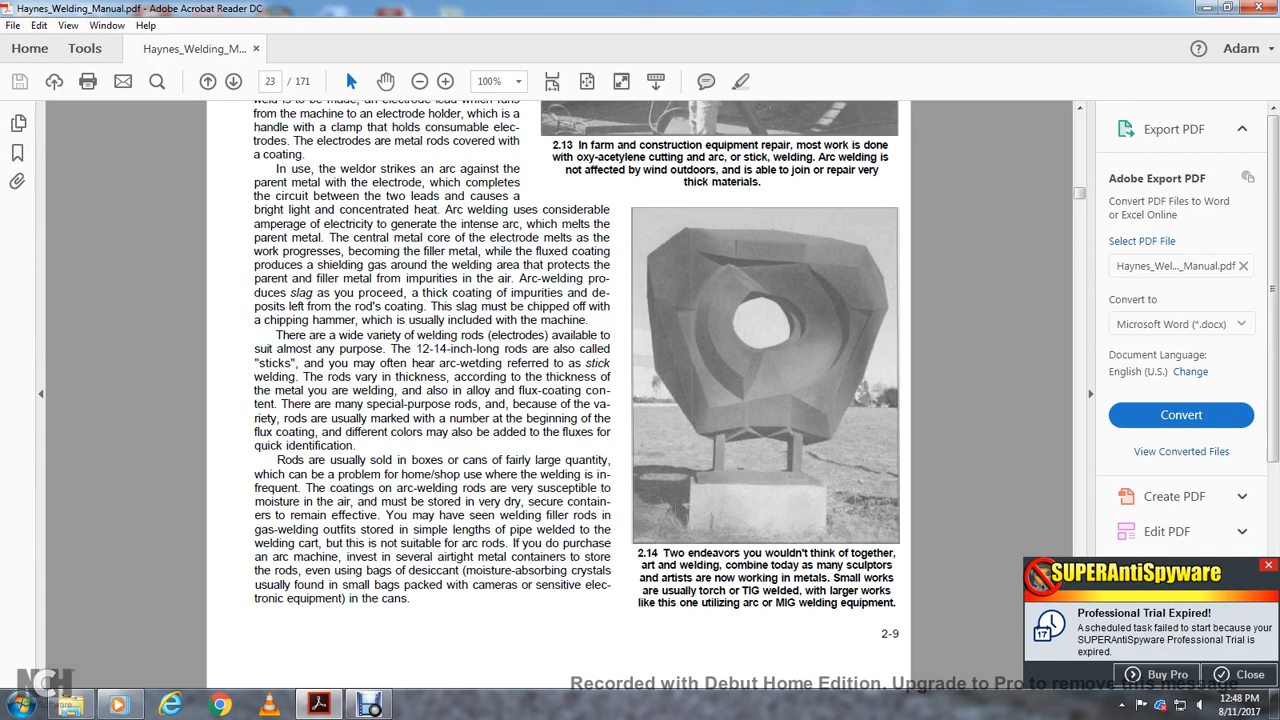 Haynes_Welding_Manual.pdf - Adobe Acrobat Reader DC
File Edit View Window Help
Home Tools Haynes_Welding_M... × Adam
23 / 171 100%
weld is to be made, an electrode lead which runs
from the machine to an electrode holder, which is a
handle with a clamp that holds consumable elec-
trodes. The electrodes are metal rods covered with
a coating.
In use, the weldor strikes an arc against the
parent metal with the electrode, which completes
the circuit between the two leads and causes a
bright light and concentrated heat. Arc welding uses considerable
amperage of electricity to generate the intense arc, which melts the
parent metal. The central metal core of the electrode melts as the
work progresses, becoming the filler metal, while the fluxed coating
produces a shielding gas around the welding area that protects the
parent and filler metal from impurities in the air. Arc-welding pro-
duces slag as you proceed, a thick coating of impurities and de-
posits left from the rod's coating. This slag must be chipped off with
a chipping hammer, which is usually included with the machine.
There are a wide variety of welding rods (electrodes) available to
suit almost any purpose. The 12-14-inch-long rods are also called
"sticks", and you may often hear arc-wetding referred to as stick
welding. The rods vary in thickness, according to the thickness of
the metal you are welding, and also in alloy and flux-coating con-
tent. There are many special-purpose rods, and, because of the va-
riety, rods are usually marked with a number at the beginning of the
flux coating, and different colors may also be added to the fluxes for
quick identification.
Rods are usually sold in boxes or cans of fairly large quantity,
which can be a problem for home/shop use where the welding is in-
frequent. The coatings on arc-welding rods are very susceptible to
moisture in the air, and must be stored in very dry, secure contain-
ers to remain effective. You may have seen welding filler rods in
gas-welding outfits stored in simple lengths of pipe welded to the
welding cart, but this is not suitable for arc rods. If you do purchase
an arc machine, invest in several airtight metal containers to store
the rods, even using bags of desiccant (moisture-absorbing crystals
usually found in small bags packed with cameras or sensitive elec-
tronic equipment) in the cans.
2.13 In farm and construction equipment repair, most work is done
with oxy-acetylene cutting and arc, or stick, welding. Arc welding is
not affected by wind outdoors, and is able to join or repair very
thick materials.
2.14 Two endeavors you wouldn't think of together,
art and welding, combine today as many sculptors
and artists are now working in metals. Small works
are usually torch or TIG welded, with larger works
like this one utilizing arc or MIG welding equipment.
2-9
Export PDF
Adobe Export PDF
Convert PDF Files to Word
or Excel Online
Select PDF File
Haynes_Wel..._Manual.pdf ×
Convert to
Microsoft Word (*.docx)
Document Language:
English (U.S.) Change
Convert
View Converted Files
Create PDF
Edit PDF
SUPERAntiSpyware
Professional Trial Expired!
A scheduled task failed to start because your
SUPERAntiSpyware Professional Trial is
expired.
17
Buy Pro Close
NCH
Software
Recorded with Debut Home Edition. Upgrade to Pro to remove this message
12:48 PM
8/11/2017